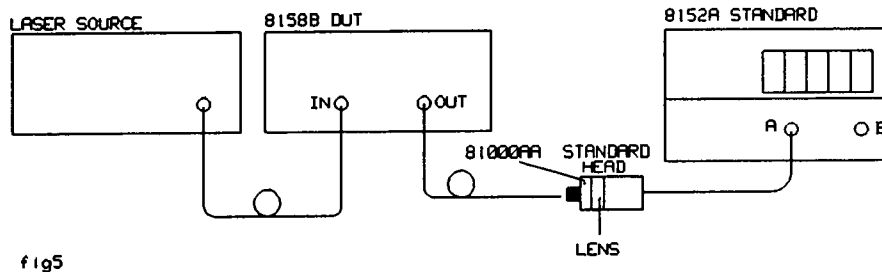 LASER SOURCE
8158B DUT
8152A STANDARD
IN
OUT
A
81000AA
STANDARD
HEAD
LENS
fig5